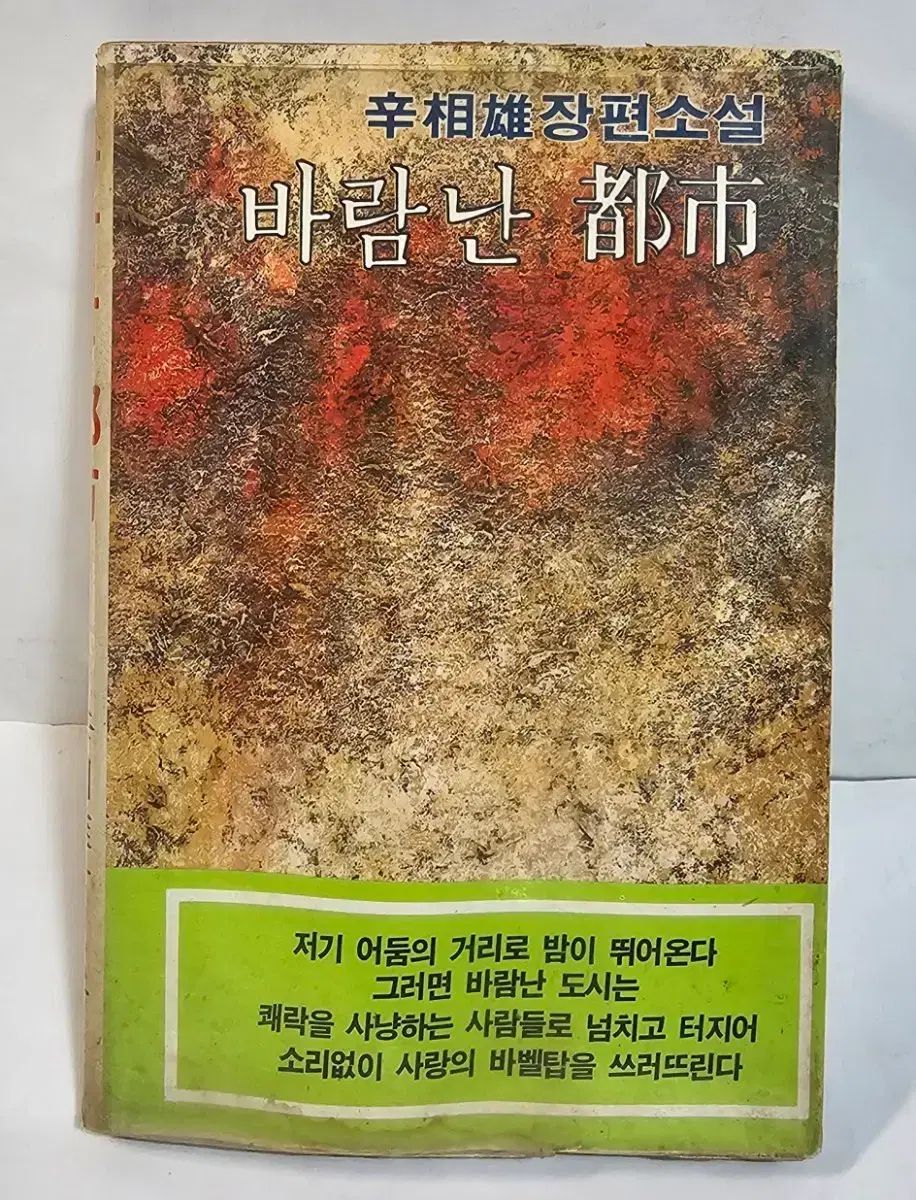 辛相雄장편소설
바람난 都市
저기 어둠의 거리로 밤이 뛰어온다
그러면 바람난 도시는
쾌락을 사냥하는 사람들로 넘치고 터지어
소리없이 사랑의 바벨탑을 쓰러뜨린다